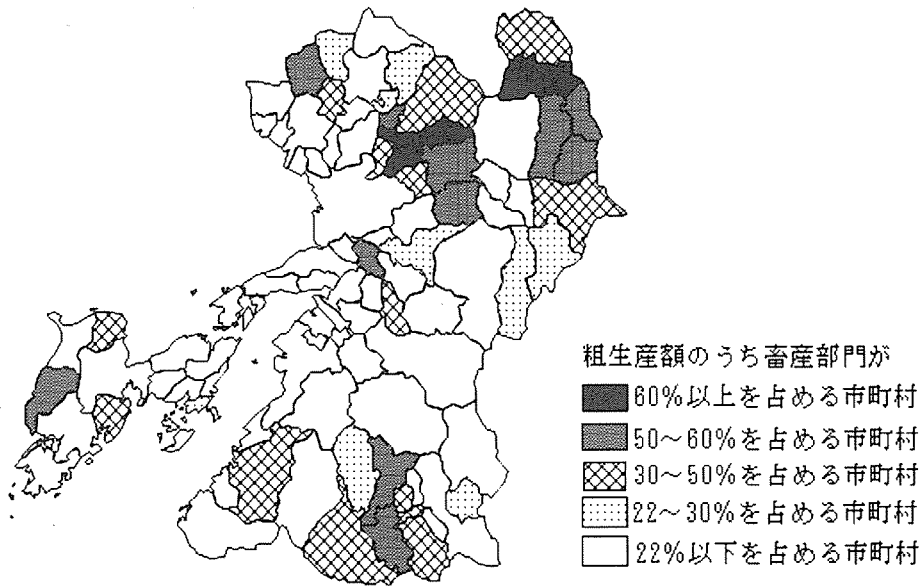 粗生産額のうち畜産部門が
60%以上を占める市町村
50～60%を占める市町村
30～50%を占める市町村
22～30%を占める市町村
22%以下を占める市町村